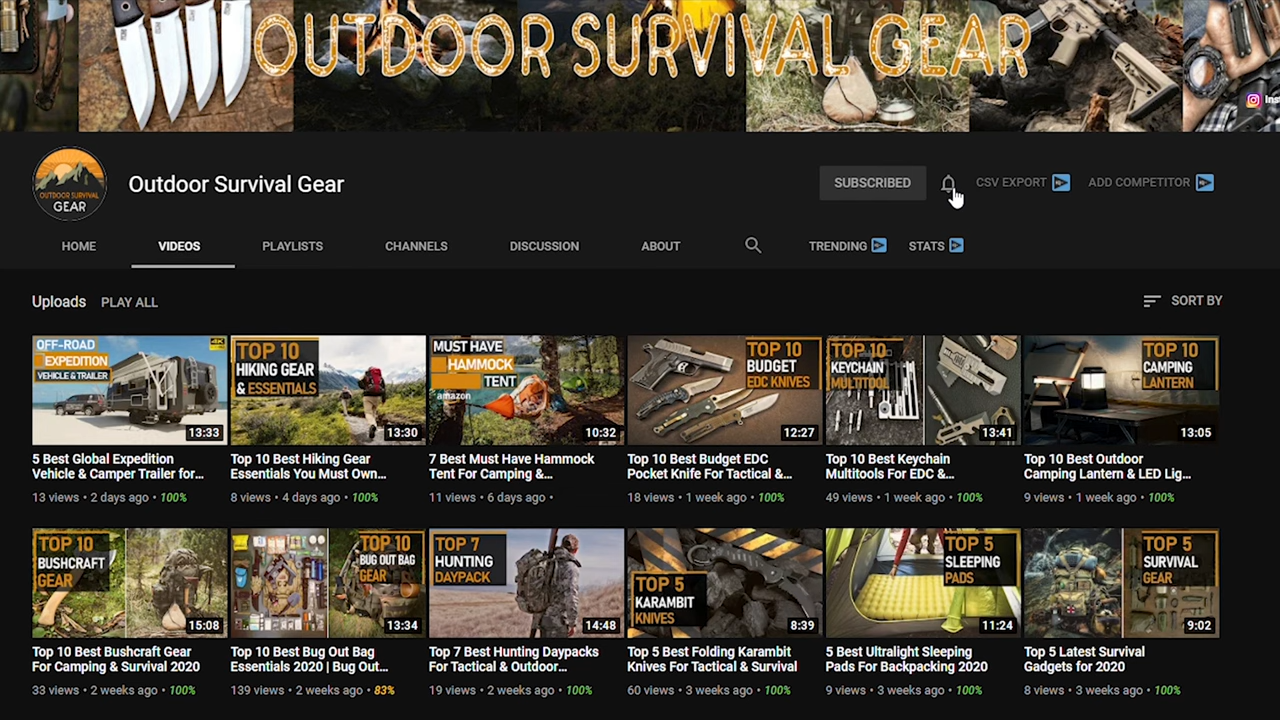 OUTDOOR SURVIVAL GEAR
Inst
OUTDOOR SURVIVAL
GEAR
Outdoor Survival Gear
SUBSCRIBED
CSV EXPORT
ADD COMPETITOR
HOME
VIDEOS
PLAYLISTS
CHANNELS
DISCUSSION
ABOUT
TRENDING
STATS
Uploads
PLAY ALL
SORT BY
OFF-ROAD
EXPEDITION
VEHICLE & TRAILER
4K
13:33
TOP 10
HIKING GEAR
& ESSENTIALS
13:30
MUST HAVE
HAMMOCK
TENT
amazon
10:32
TOP 10
BUDGET
EDC KNIVES
12:27
TOP 10
KEYCHAIN
MULTITOOL
13:41
TOP 10
CAMPING
LANTERN
13:05
5 Best Global Expedition
Vehicle & Camper Trailer for...
13 views • 2 days ago • 100%
Top 10 Best Hiking Gear
Essentials You Must Own...
8 views • 4 days ago • 100%
7 Best Must Have Hammock
Tent For Camping &...
11 views • 6 days ago •
Top 10 Best Budget EDC
Pocket Knife For Tactical &...
18 views • 1 week ago • 100%
Top 10 Best Keychain
Multitools For EDC &...
49 views • 1 week ago • 100%
Top 10 Best Outdoor
Camping Lantern & LED Lig...
9 views • 1 week ago • 100%
TOP 10
BUSHCRAFT
GEAR
15:08
TOP 10
BUG OUT BAG
GEAR
13:34
TOP 7
HUNTING
DAYPACK
14:48
TOP 5
KARAMBIT
KNIVES
8:39
TOP 5
SLEEPING
PADS
11:24
TOP 5
SURVIVAL
GEAR
9:02
Top 10 Best Bushcraft Gear
For Camping & Survival 2020
33 views • 2 weeks ago • 100%
Top 10 Best Bug Out Bag
Essentials 2020 | Bug Out...
139 views • 2 weeks ago • 83%
Top 7 Best Hunting Daypacks
For Tactical & Outdoor...
19 views • 2 weeks ago • 100%
Top 5 Best Folding Karambit
Knives For Tactical & Survival
60 views • 3 weeks ago • 100%
5 Best Ultralight Sleeping
Pads For Backpacking 2020
9 views • 3 weeks ago • 100%
Top 5 Latest Survival
Gadgets for 2020
8 views • 3 weeks ago • 100%